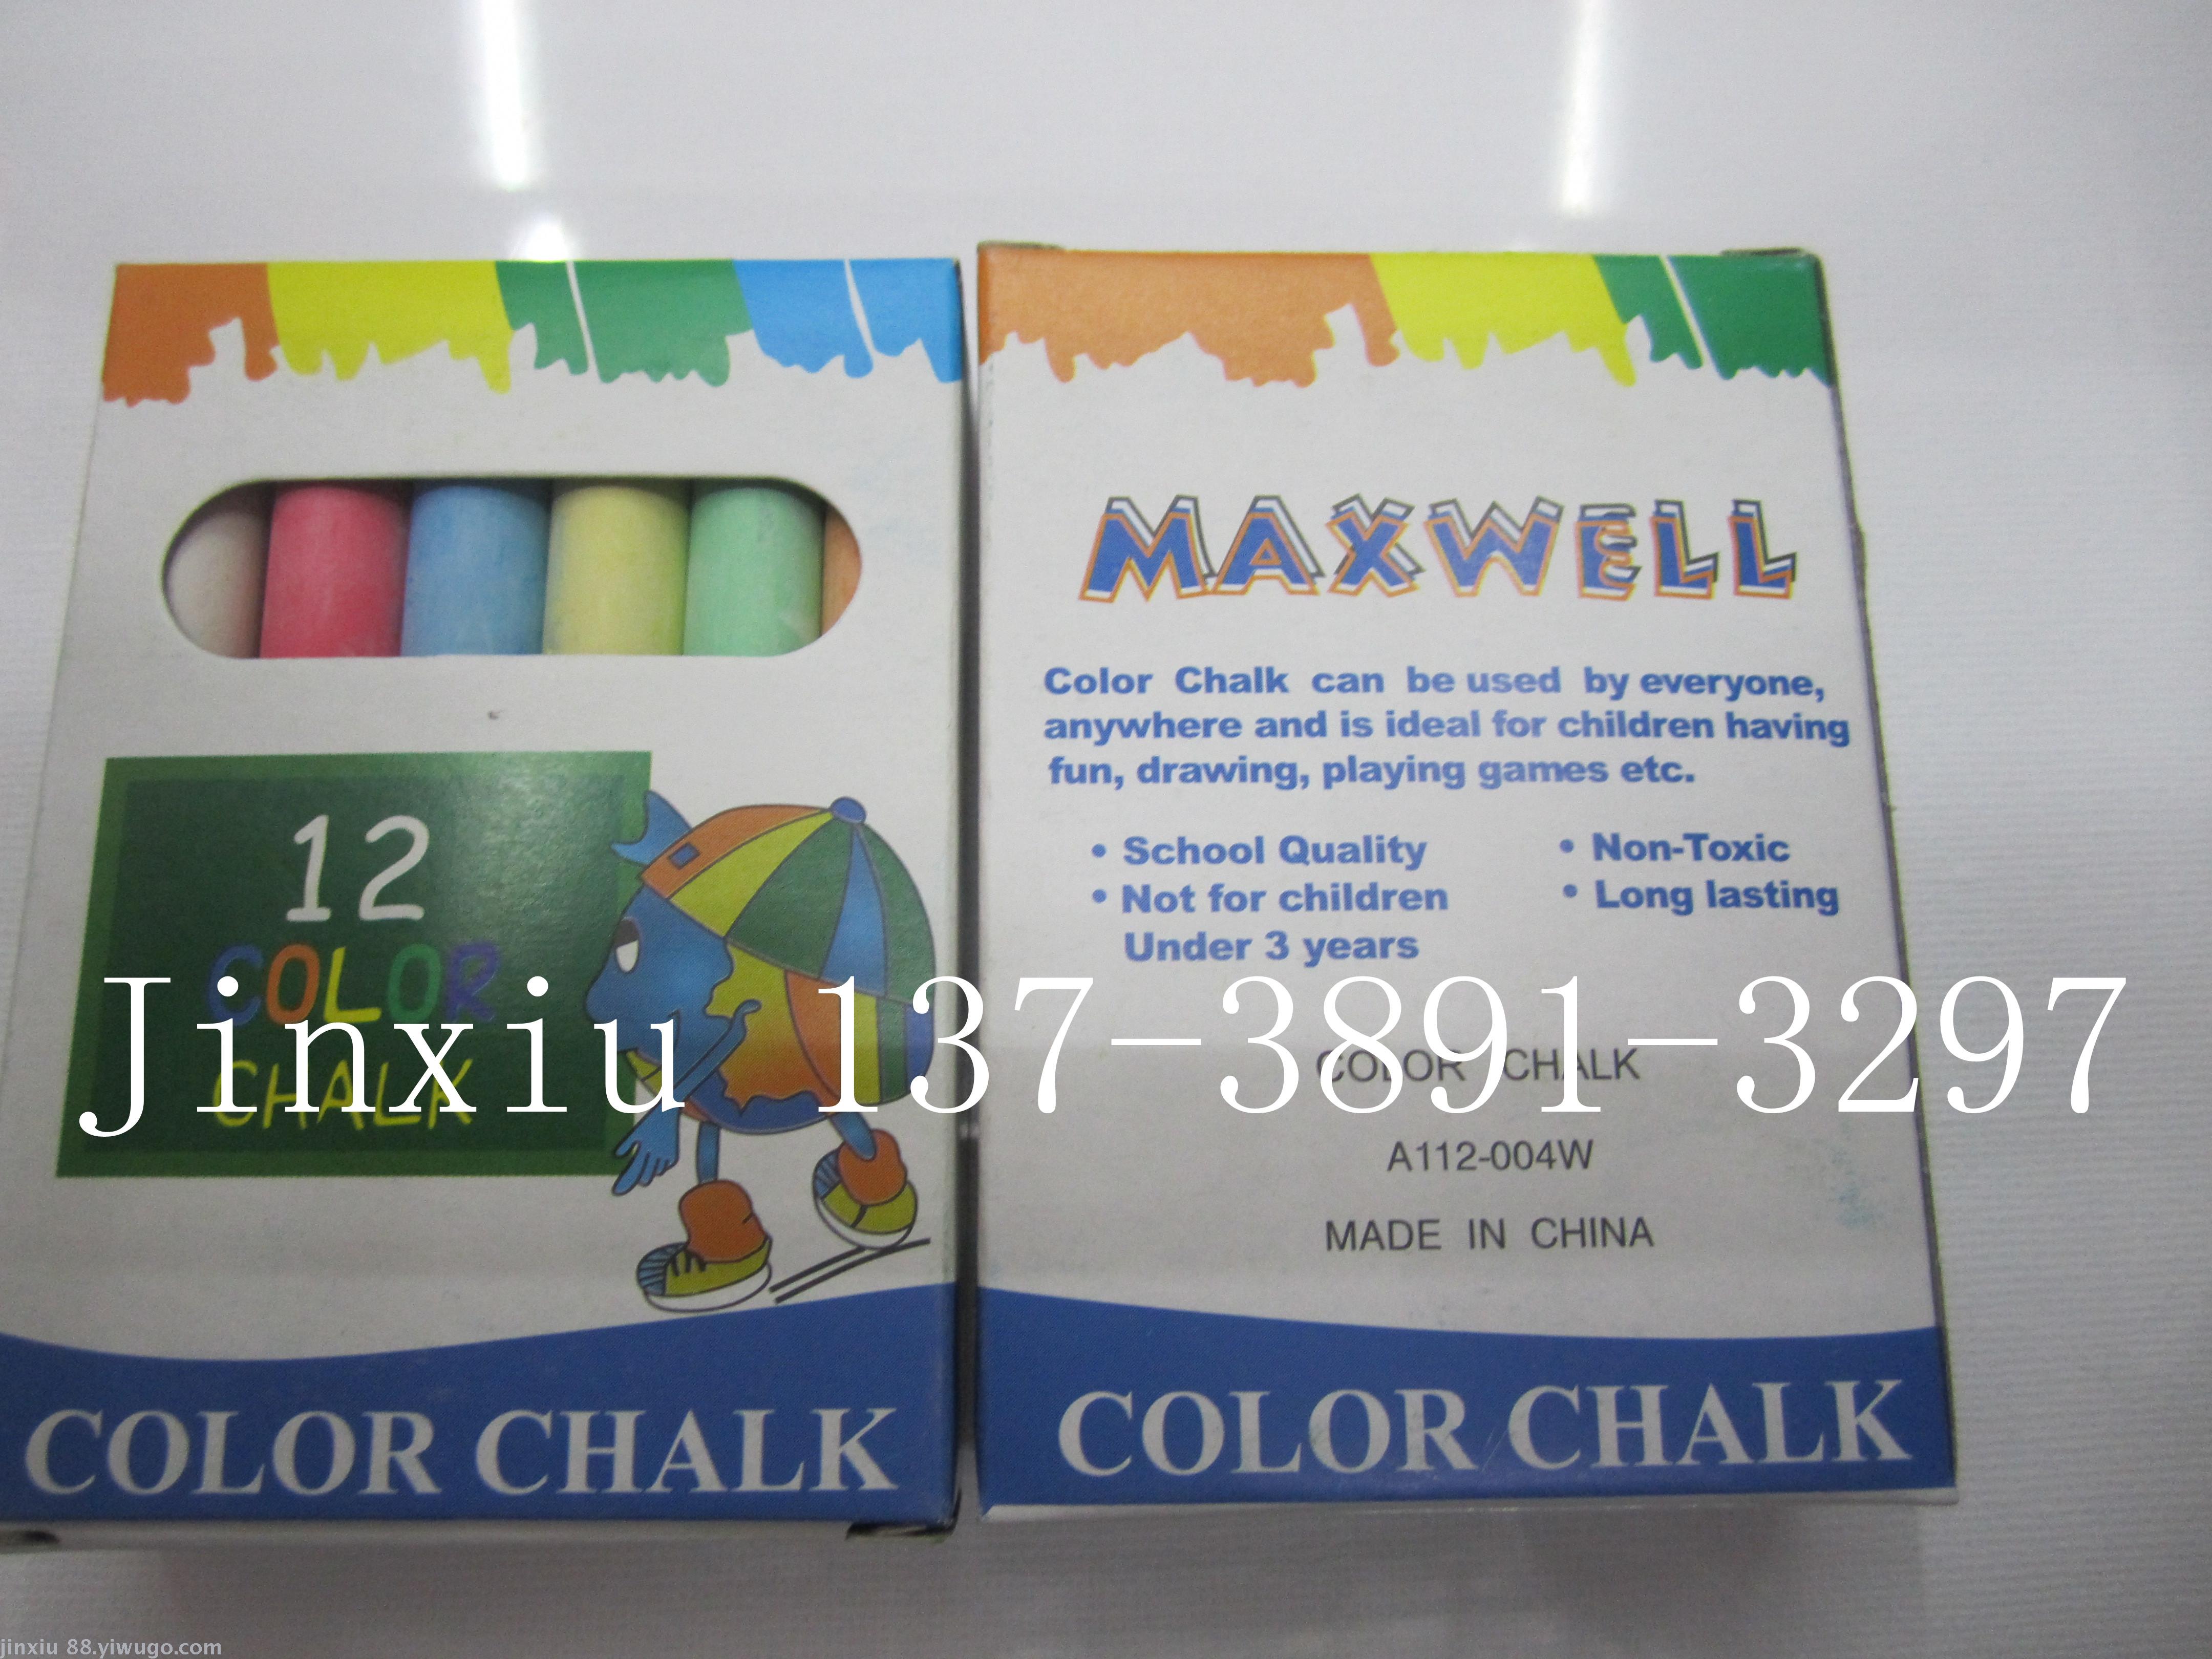 12
COLOR
CHALK
COLOR CHALK
MAXWELL
Color Chalk can be used by everyone,
anywhere and is ideal for children having
fun, drawing, playing games etc.
• School Quality
• Not for children
Under 3 years
• Non-Toxic
• Long lasting
COLOR CHALK
A112-004W
MADE IN CHINA
COLOR CHALK
Jinxiu 137-3891-3297
jinxiu 88.yiwugo.com